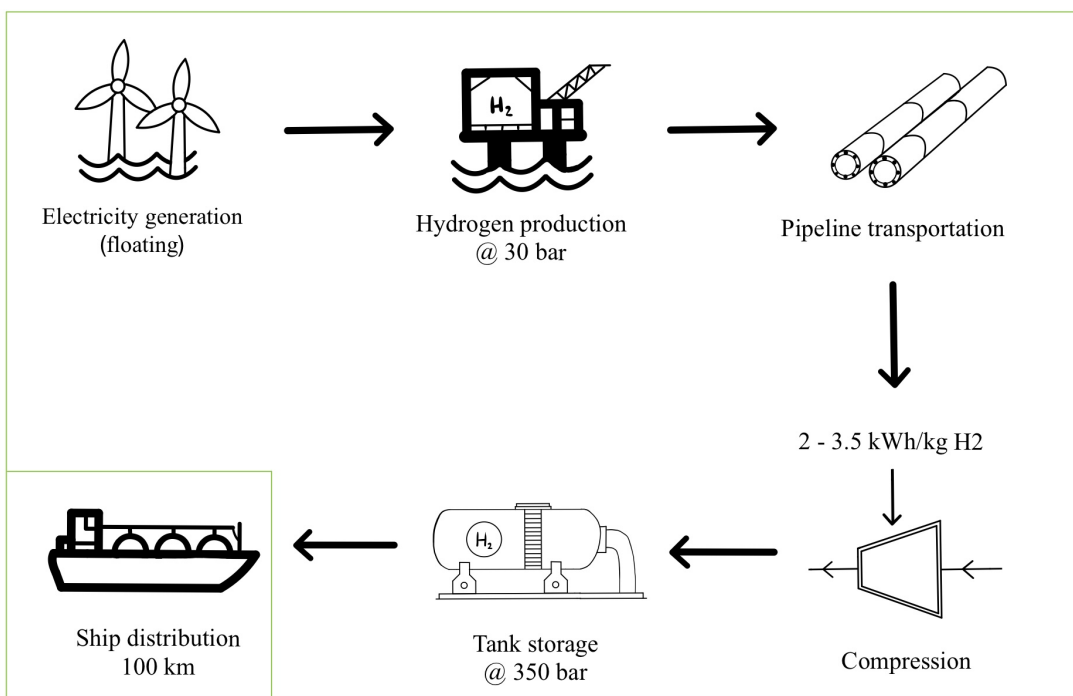 H₂
Electricity generation
(floating)
Hydrogen production
@ 30 bar
Pipeline transportation
2 - 3.5 kWh/kg H2
H₂
Ship distribution
100 km
Tank storage
@ 350 bar
Compression